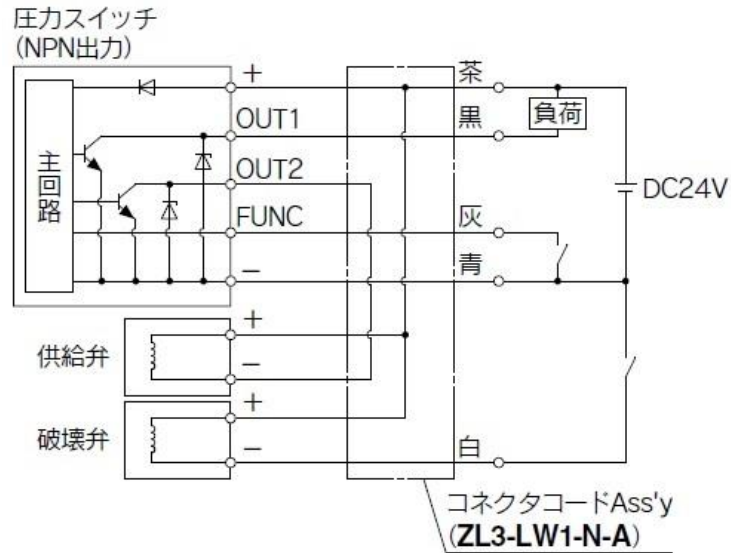 圧力スイッチ
(NPN出力)
主回路
+
OUT1
OUT2
FUNC
−
茶
黒
灰
青
負荷
DC24V
供給弁
+
−
破壊弁
+
−
白
コネクタコードAss'y
(ZL3-LW1-N-A)